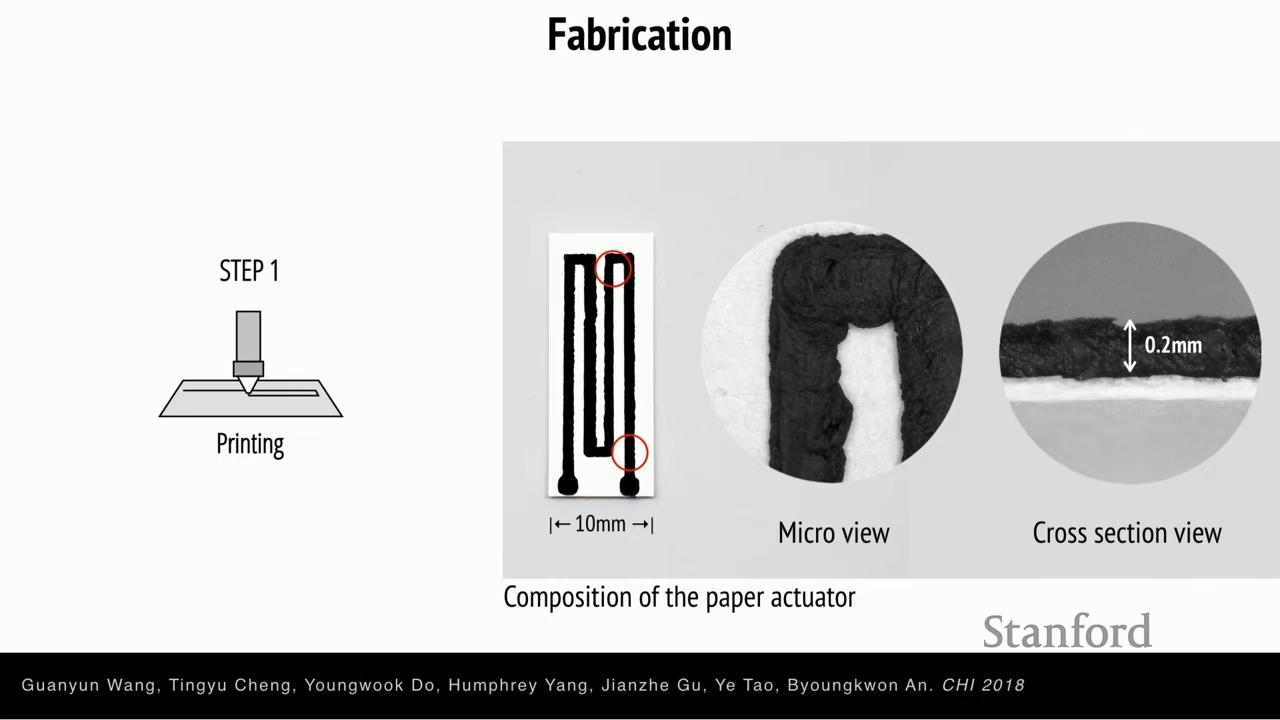 Fabrication
STEP 1
Printing
0.2mm
|← 10mm →|
Micro view
Cross section view
Composition of the paper actuator
Stanford
Guanyun Wang, Tingyu Cheng, Youngwook Do, Humphrey Yang, Jianzhe Gu, Ye Tao, Byoungkwon An. CHI 2018